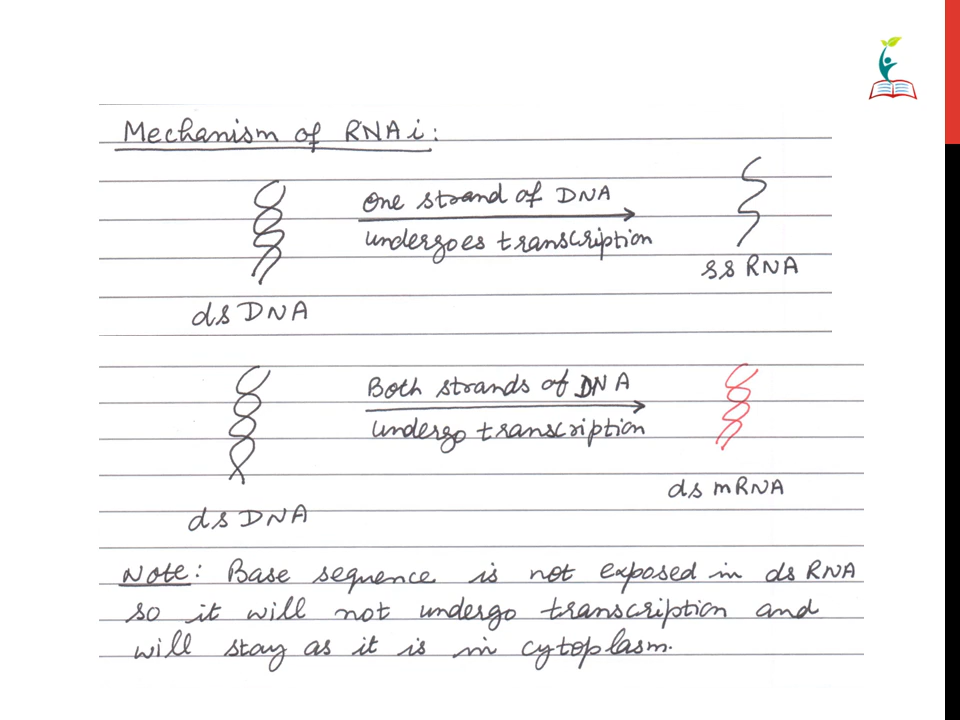 Mechanism of RNAi:
One strand of DNA
undergoes transcription
ss RNA
ds DNA
Both strands of DNA
undergo transcription
ds mRNA
ds DNA
Note: Base sequence is not exposed in ds RNA
so it will not undergo transcription and
will stay as it is in cytoplasm.